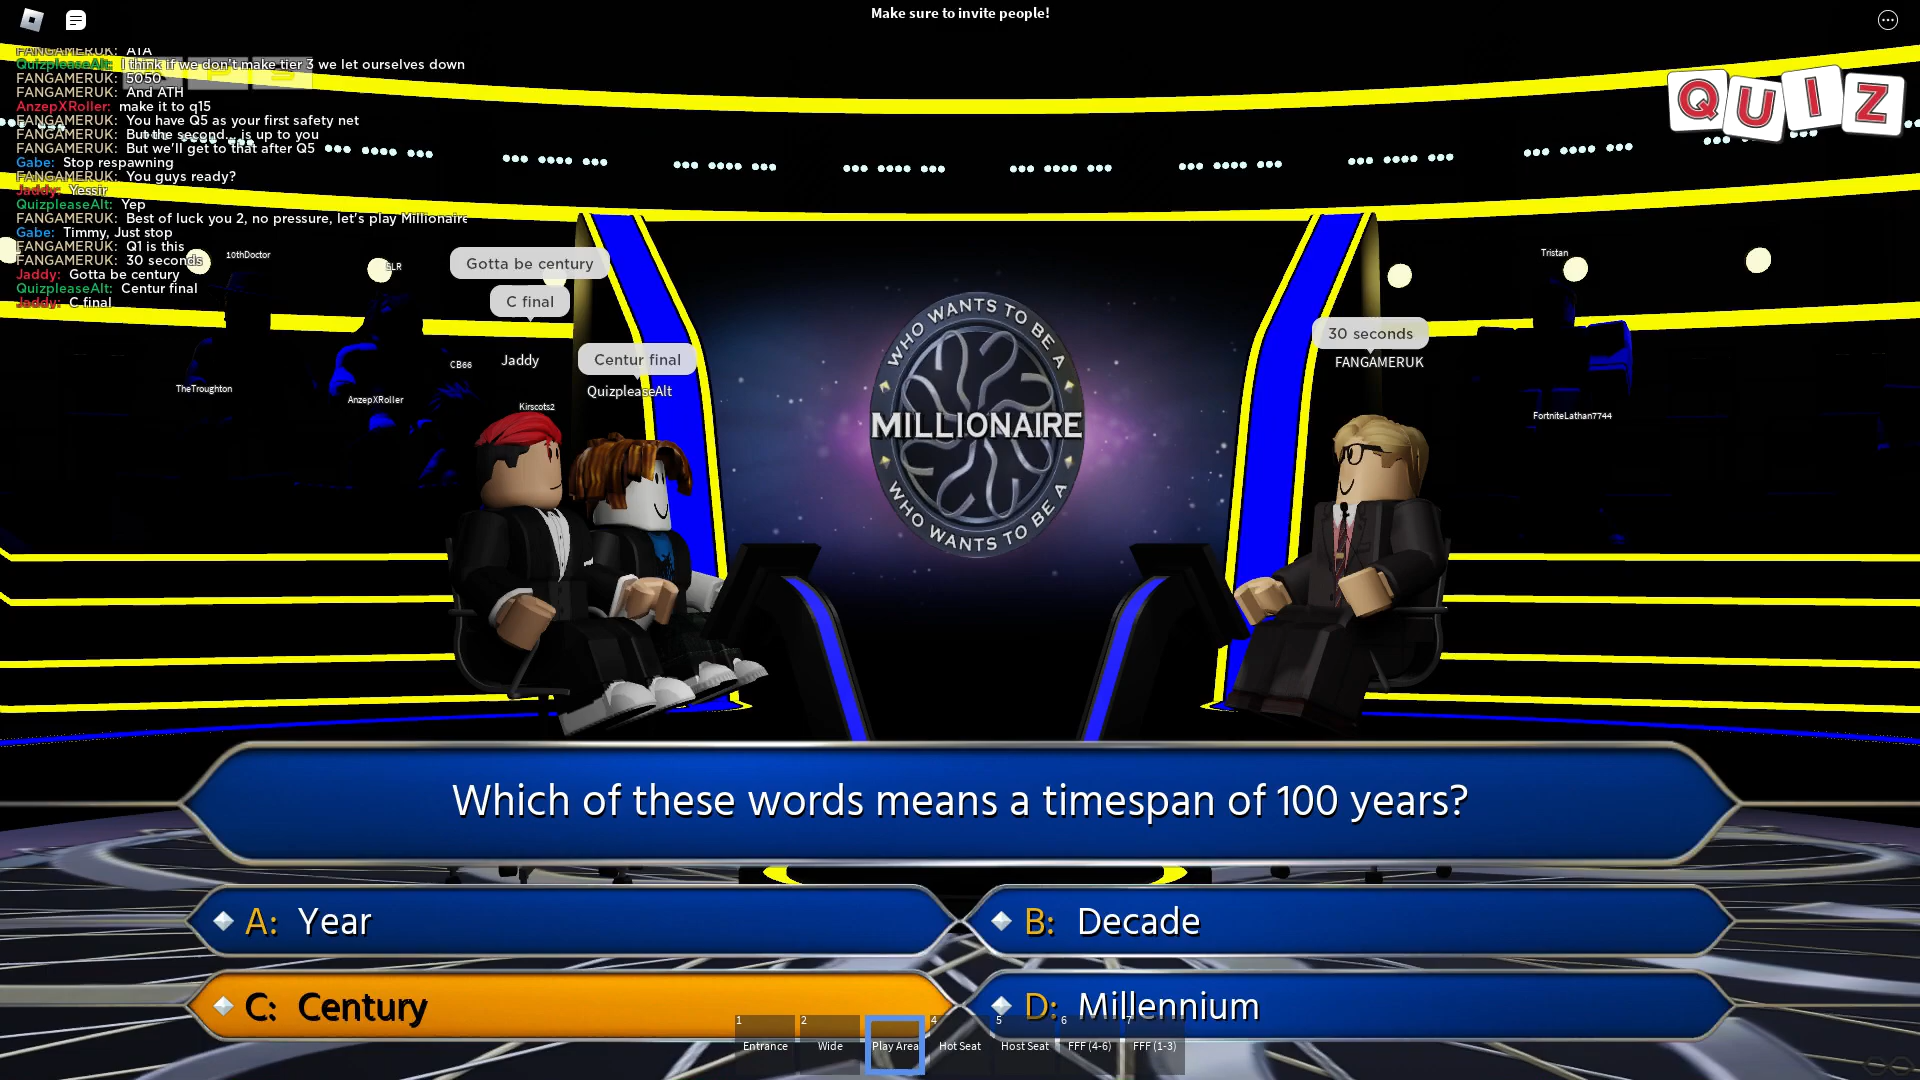 Make sure to invite people!
FANGAMERUK: ATA
QuizpleaseAlt: I think if we don't make tier 3 we let ourselves down
FANGAMERUK: 5050
FANGAMERUK: And ATH
AnzepXRoller: make it to q15
FANGAMERUK: You have Q5 as your first safety net
FANGAMERUK: But the second... is up to you
FANGAMERUK: But we'll get to that after Q5
Gabe: Stop respawning
FANGAMERUK: You guys ready?
Jaddy: Yessir
QuizpleaseAlt: Yep
FANGAMERUK: Best of luck you 2, no pressure, let's play Millionaire
Gabe: Timmy, Just stop
FANGAMERUK: Q1 is this
FANGAMERUK: 30 seconds
Jaddy: Gotta be century
QuizpleaseAlt: Centur final
Jaddy: C final
QUIZ
10thDoctor
SLR
Tristan
Gotta be century
C final
Centur final
30 seconds
FANGAMERUK
Jaddy
CB66
QuizpleaseAlt
TheTroughton
AnzepXRoller
Kirscots2
FortniteLathan7744
WHO WANTS TO BE A
MILLIONAIRE
WHO WANTS TO BE A
Which of these words means a timespan of 100 years?
A: Year
B: Decade
C: Century
D: Millennium
1 Entrance
2 Wide
Play Area
4 Hot Seat
5 Host Seat
6 FFF (4-6)
7 FFF (1-3)